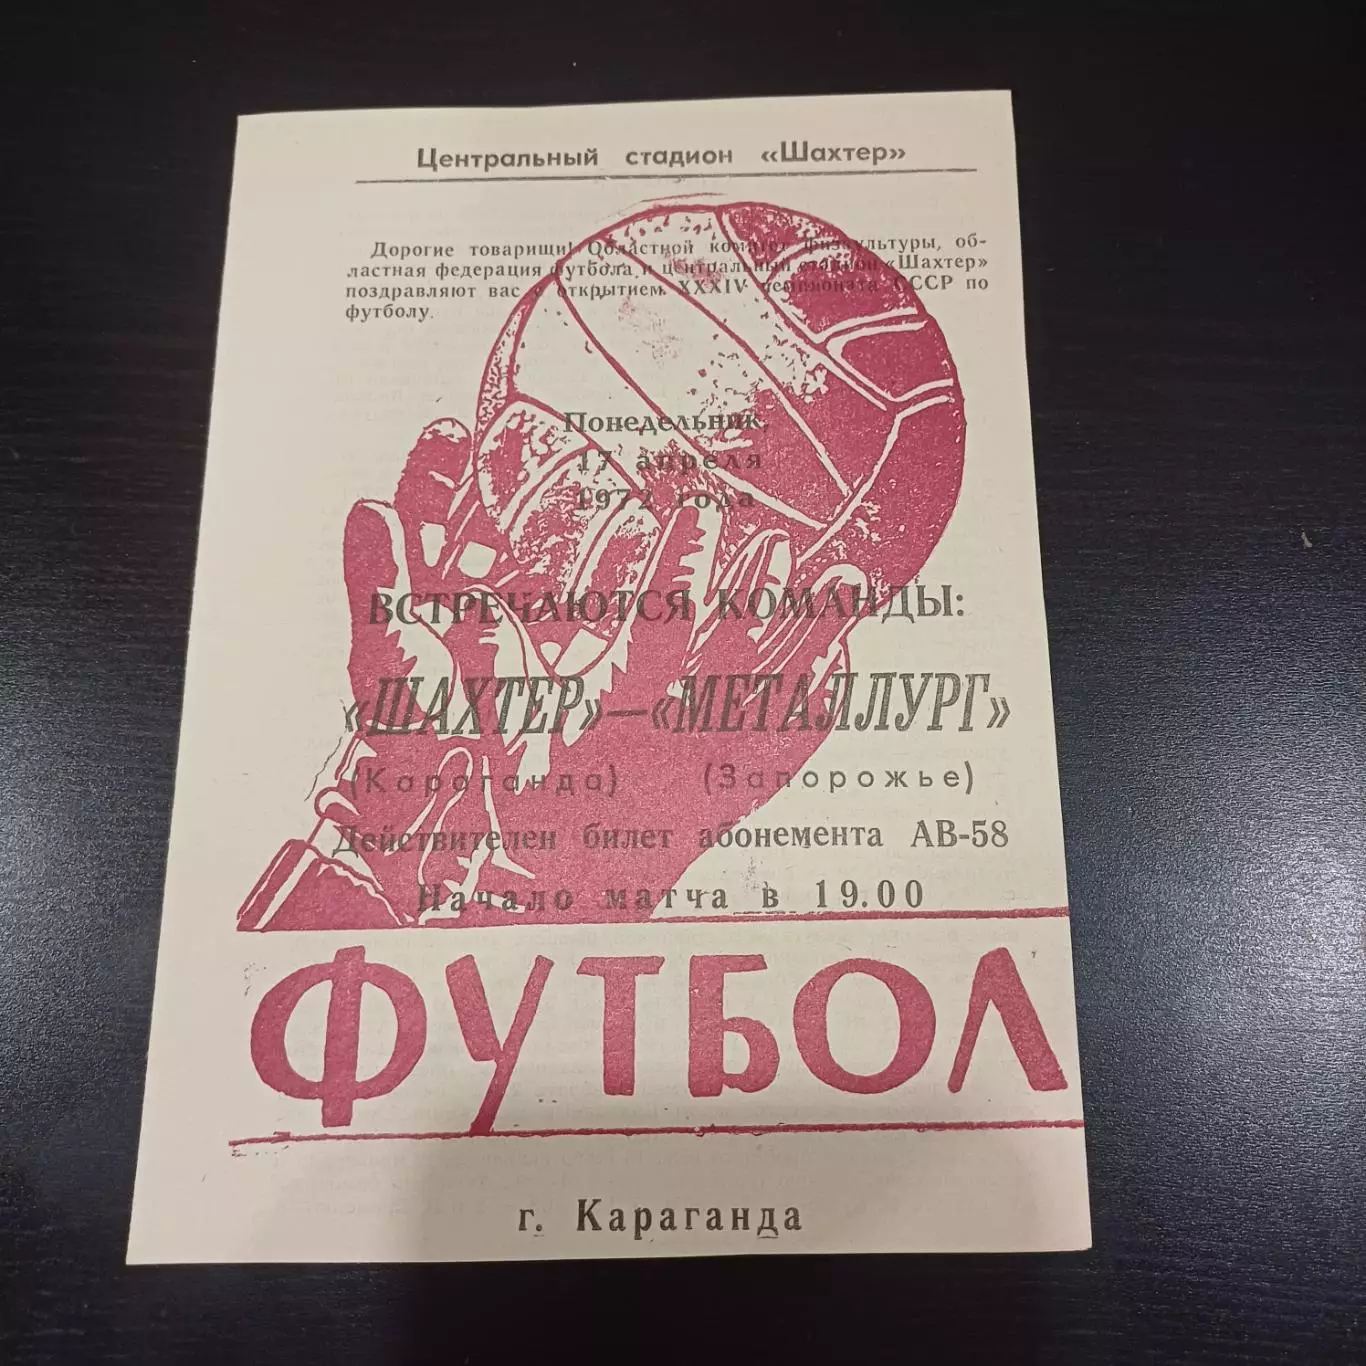 Центральный стадион «Шахтер»
Дорогие товарищи! Областной комитет физкультуры, об-
ластная федерация футбола и центральный стадион «Шахтер»
поздравляют вас с открытием XXXIV чемпионата СССР по
футболу.
Понедельник,
17 апреля
1972 года
ВСТРЕЧАЮТСЯ КОМАНДЫ:
«ШАХТЕР»—«МЕТАЛЛУРГ»
(Караганда) (Запорожье)
Действителен билет абонемента АВ-58
Начало матча в 19.00
ФУТБОЛ
г. Караганда